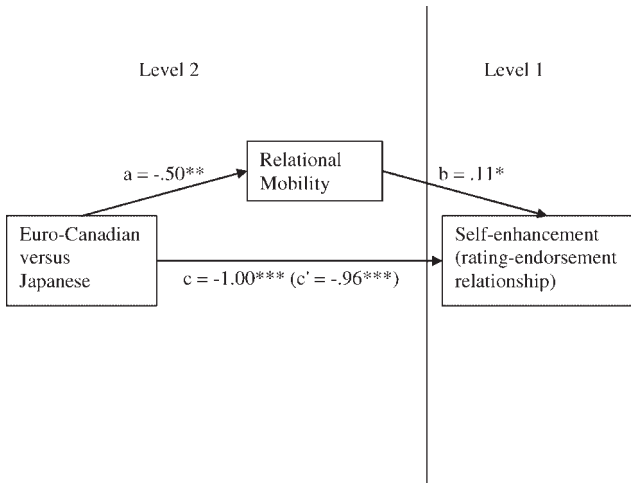 Level 2
Level 1
Relational
Mobility
a = -.50**
b = .11*
Euro-Canadian
versus
Japanese
Self-enhancement
(rating-endorsement
relationship)
c = -1.00*** (c' = -.96***)